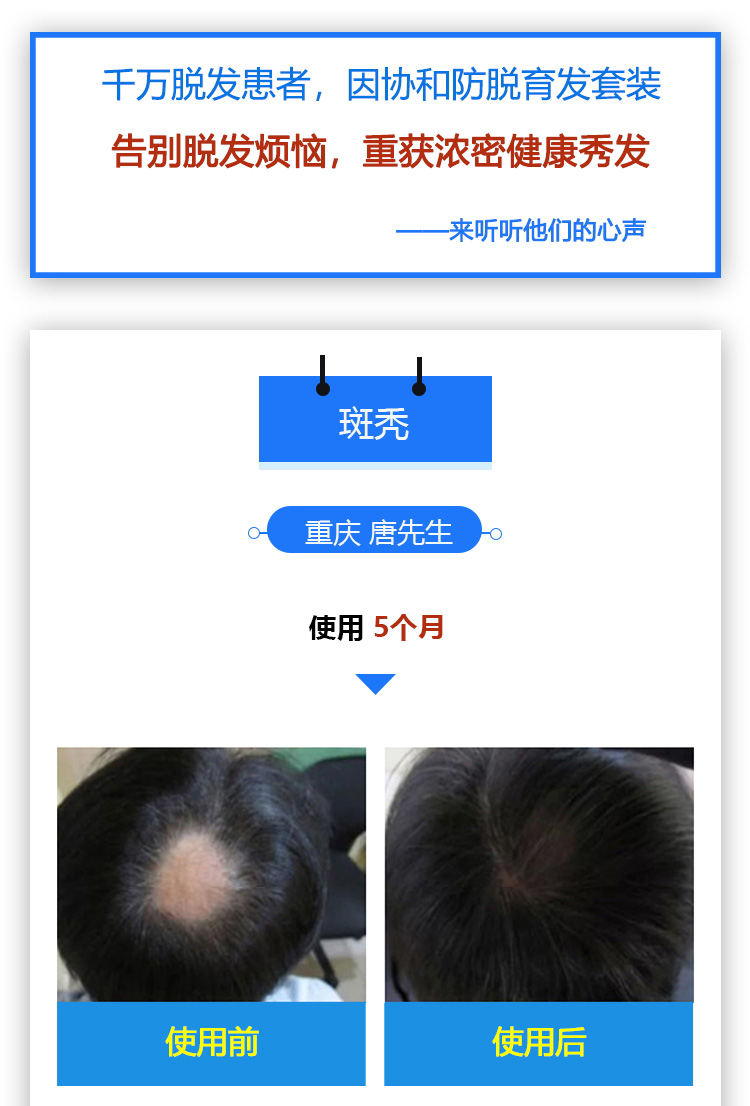 千万脱发患者，因协和防脱育发套装
告别脱发烦恼，重获浓密健康秀发
——来听听他们的心声
斑秃
重庆 唐先生
使用 5个月
使用前
使用后